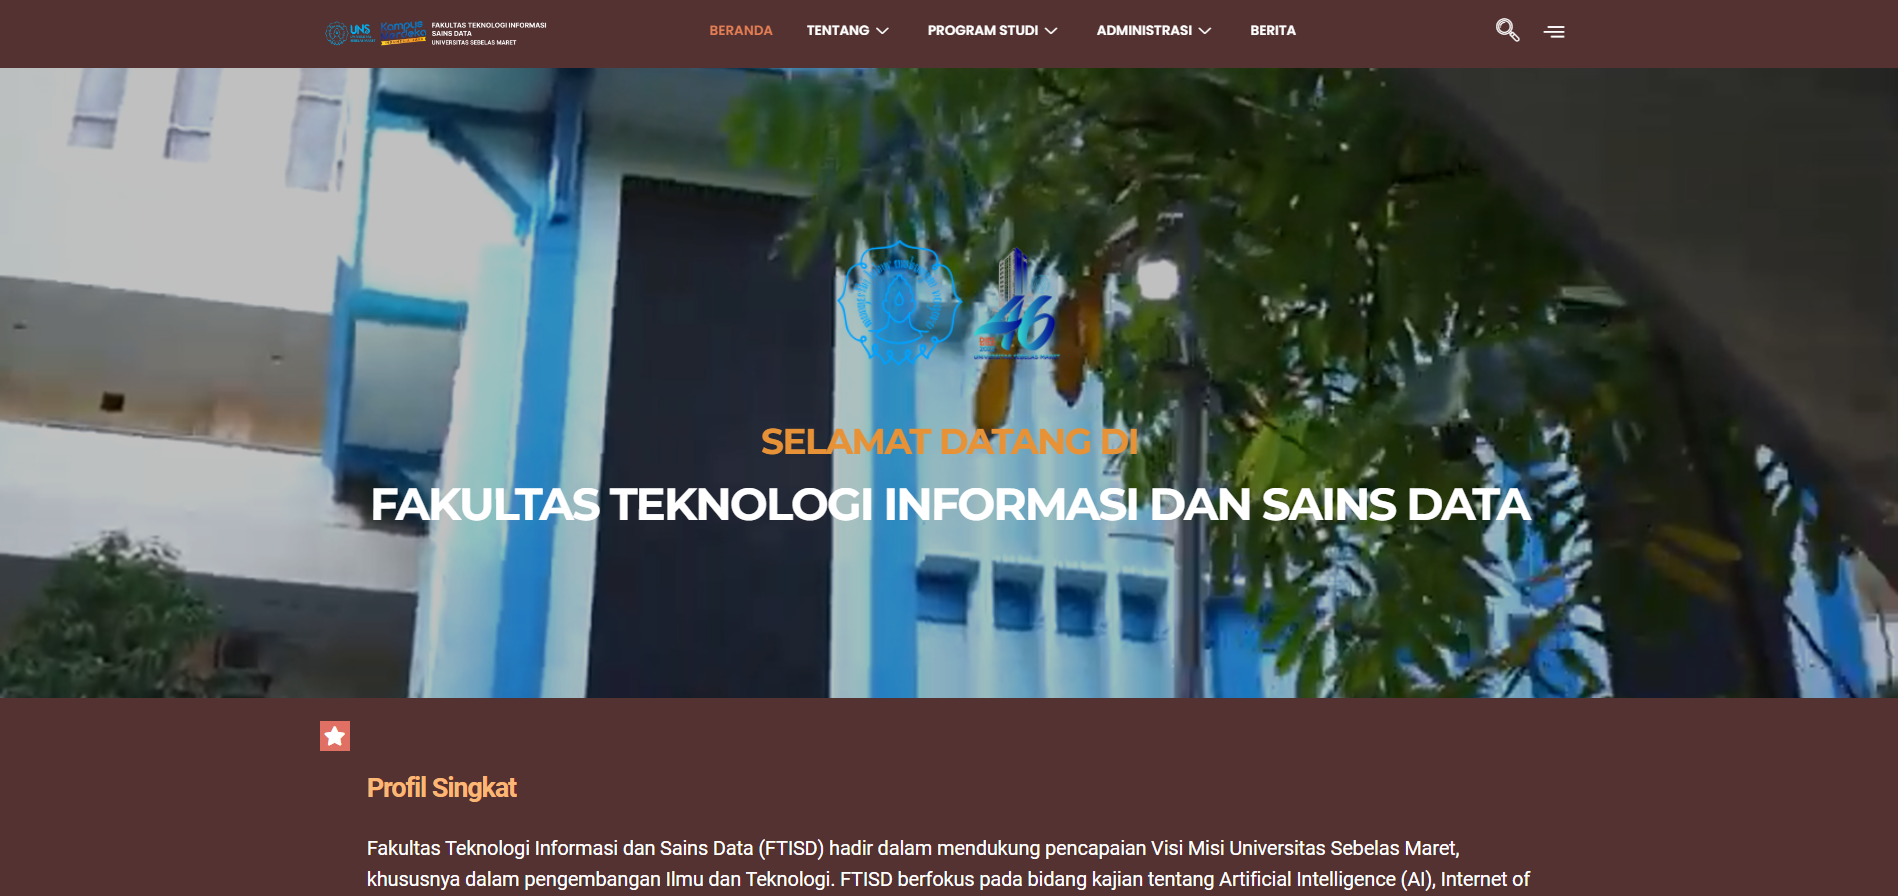 UNS
Kampus
Merdeka
FAKULTAS TEKNOLOGI INFORMASI
SAINS DATA
UNIVERSITAS SEBELAS MARET
BERANDA
TENTANG
PROGRAM STUDI
ADMINISTRASI
BERITA
46
UNIVERSITAS SEBELAS MARET
SELAMAT DATANG DI
FAKULTAS TEKNOLOGI INFORMASI DAN SAINS DATA
Profil Singkat
Fakultas Teknologi Informasi dan Sains Data (FTISD) hadir dalam mendukung pencapaian Visi Misi Universitas Sebelas Maret,
khususnya dalam pengembangan Ilmu dan Teknologi. FTISD berfokus pada bidang kajian tentang Artificial Intelligence (AI), Internet of